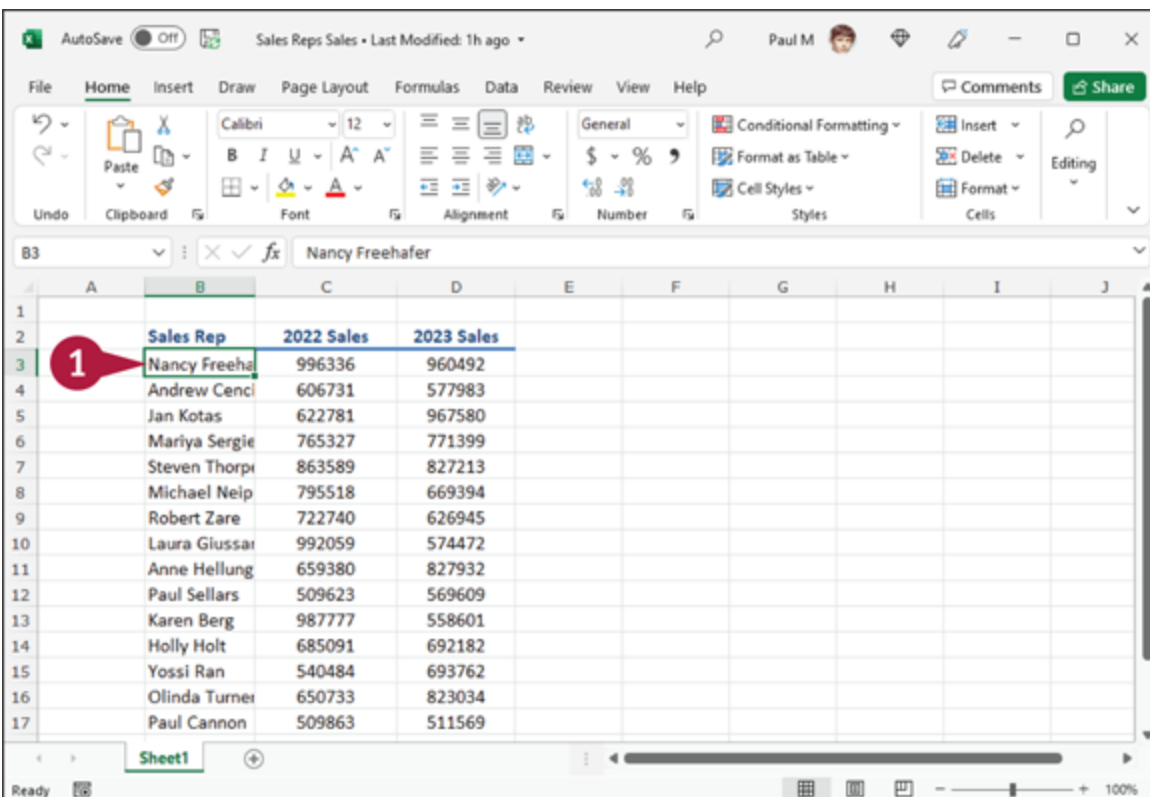 AutoSave Off Sales Reps Sales • Last Modified: 1h ago Paul M
File Home Insert Draw Page Layout Formulas Data Review View Help Comments Share
Calibri 12 General Conditional Formatting Insert
Paste B I U A A $ % 9 Format as Table Delete Editing
A Cell Styles Format
Undo Clipboard Font Alignment Number Styles Cells
B3 fx Nancy Freehafer
A B C D E F G H I J
1
2 Sales Rep 2022 Sales 2023 Sales
1
3 Nancy Freeha 996336 960492
4 Andrew Cenci 606731 577983
5 Jan Kotas 622781 967580
6 Mariya Sergie 765327 771399
7 Steven Thorpe 863589 827213
8 Michael Neip 795518 669394
9 Robert Zare 722740 626945
10 Laura Giussan 992059 574472
11 Anne Hellung 659380 827932
12 Paul Sellars 509623 569609
13 Karen Berg 987777 558601
14 Holly Holt 685091 692182
15 Yossi Ran 540484 693762
16 Olinda Turner 650733 823034
17 Paul Cannon 509863 511569
Sheet1
Ready 100%